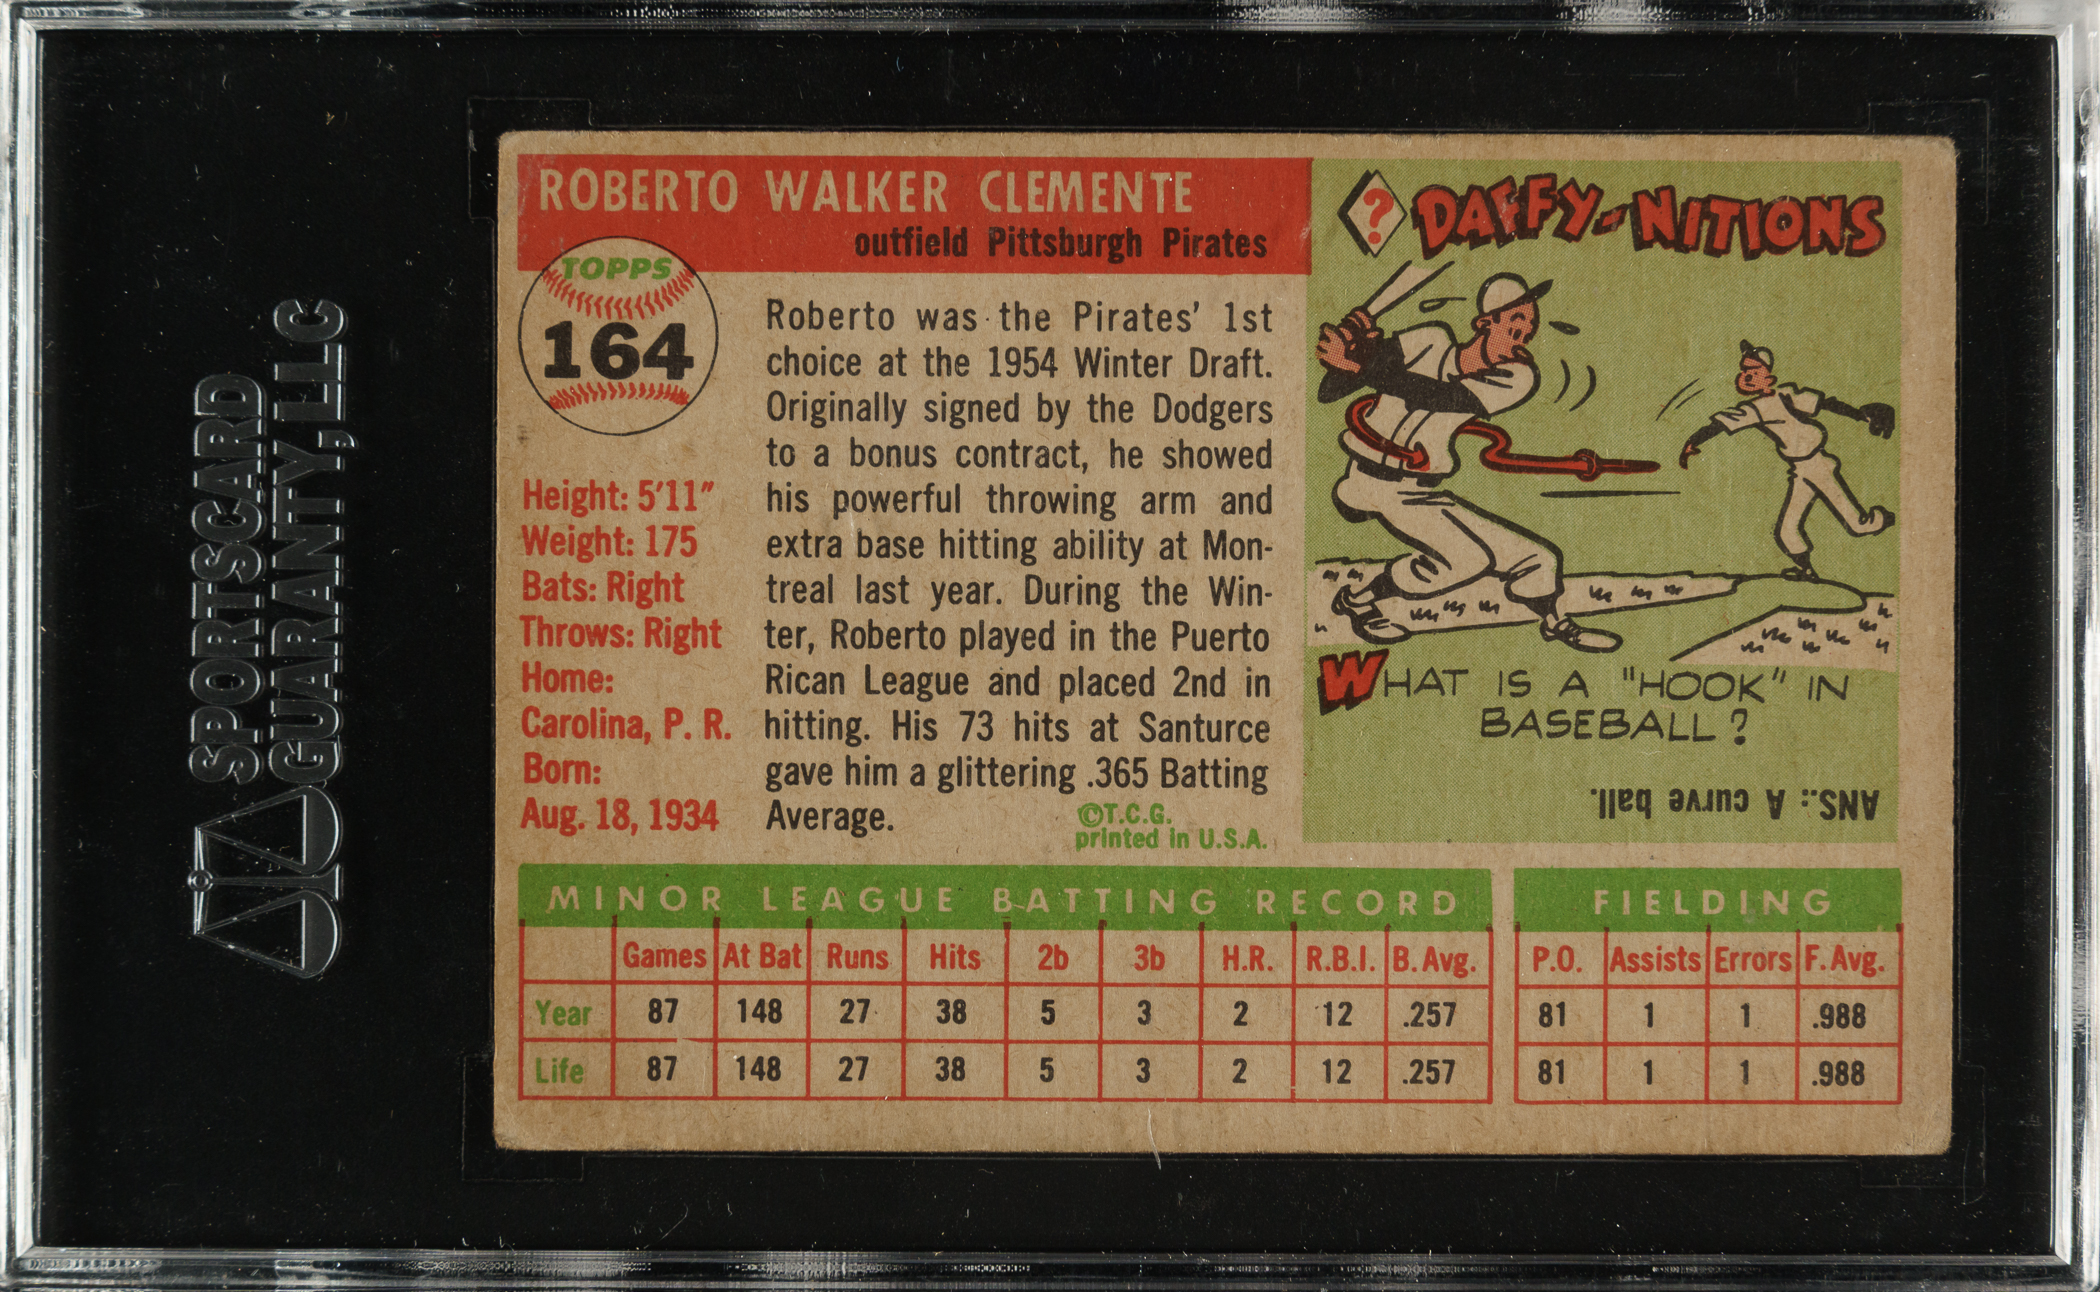 SPORTSCARD
GUARANTY, LLC
ROBERTO WALKER CLEMENTE
outfield Pittsburgh Pirates
TOPPS
164
Height: 5'11"
Weight: 175
Bats: Right
Throws: Right
Home:
Carolina, P. R.
Born:
Aug. 18, 1934
Roberto was the Pirates' 1st
choice at the 1954 Winter Draft.
Originally signed by the Dodgers
to a bonus contract, he showed
his powerful throwing arm and
extra base hitting ability at Mon-
treal last year. During the Win-
ter, Roberto played in the Puerto
Rican League and placed 2nd in
hitting. His 73 hits at Santurce
gave him a glittering .365 Batting
Average.
©T.C.G.
printed in U.S.A.
? DAFFY-NITIONS
WHAT IS A "HOOK" IN
BASEBALL?
ANS.: A curve ball.
MINOR LEAGUE BATTING RECORD
Games At Bat Runs Hits 2b 3b H.R. R.B.I. B. Avg.
Year 87 148 27 38 5 3 2 12 .257
Life 87 148 27 38 5 3 2 12 .257
FIELDING
P.O. Assists Errors F. Avg.
81 1 1 .988
81 1 1 .988